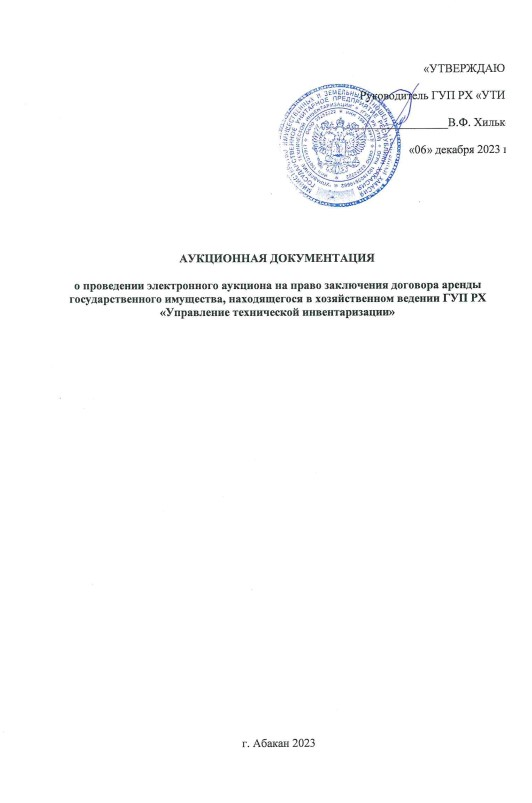 «УТВЕРЖДАЮ
Руководитель ГУП РХ «УТИ
В.Ф. Хильк
«06» декабря 2023 г
АУКЦИОННАЯ ДОКУМЕНТАЦИЯ
о проведении электронного аукциона на право заключения договора аренды
государственного имущества, находящегося в хозяйственном ведении ГУП РХ
«Управление технической инвентаризации»
г. Абакан 2023